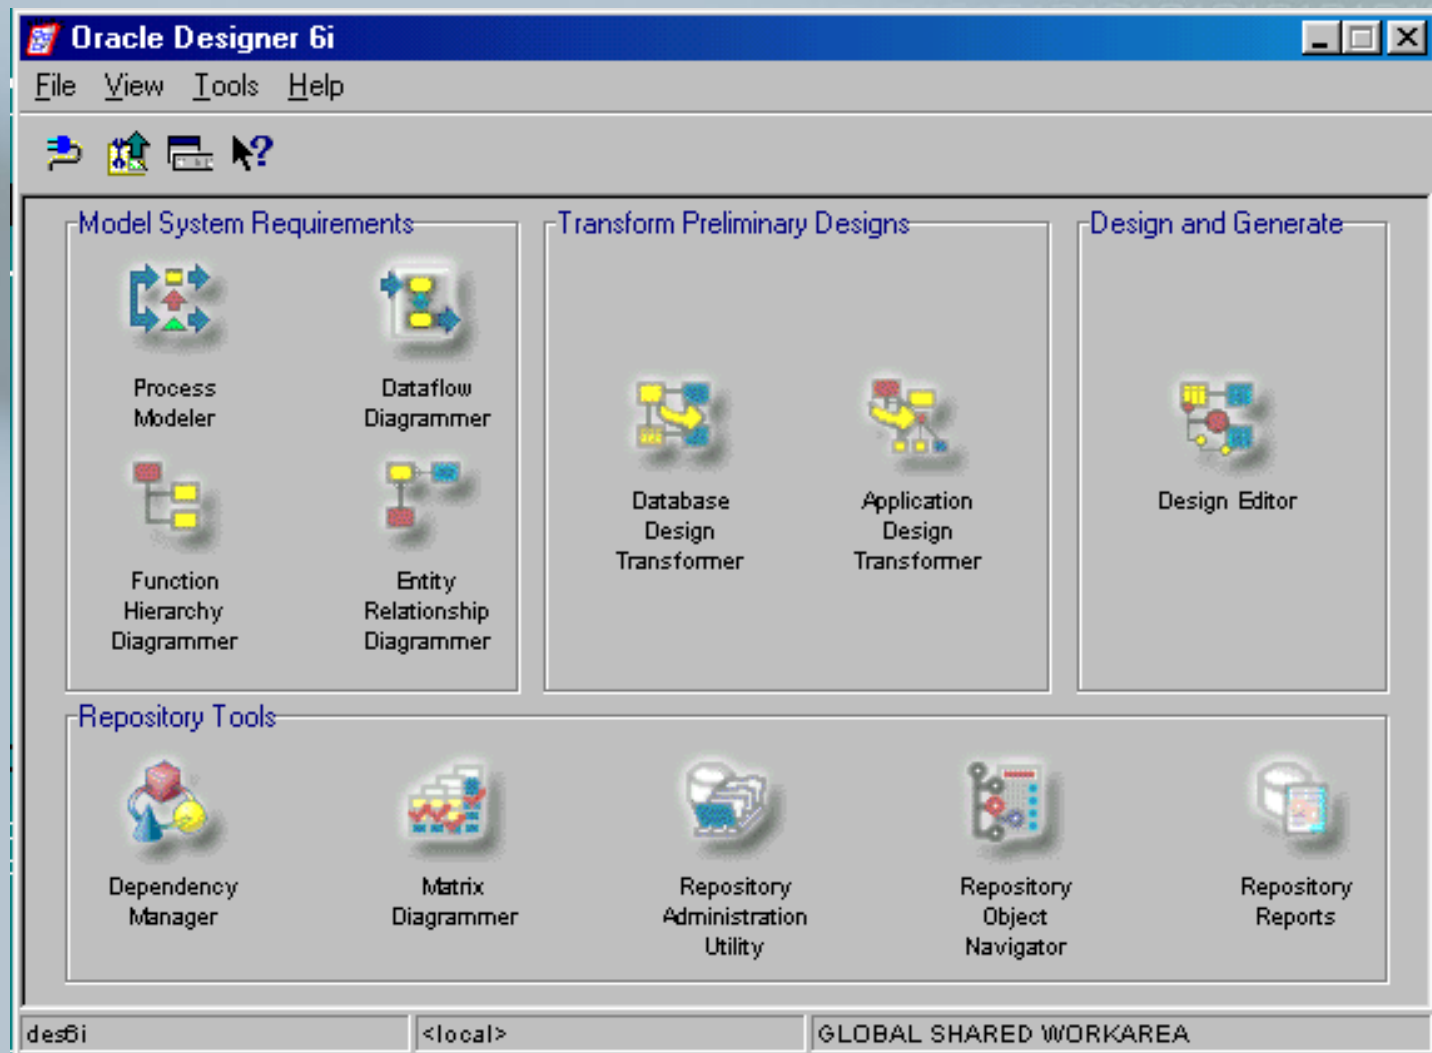 Oracle Designer 6i
File View Tools Help
Model System Requirements
Process
Modeler
Dataflow
Diagrammer
Function
Hierarchy
Diagrammer
Entity
Relationship
Diagrammer
Transform Preliminary Designs
Database
Design
Transformer
Application
Design
Transformer
Design and Generate
Design Editor
Repository Tools
Dependency
Manager
Matrix
Diagrammer
Repository
Administration
Utility
Repository
Object
Navigator
Repository
Reports
des6i
<local>
GLOBAL SHARED WORKAREA